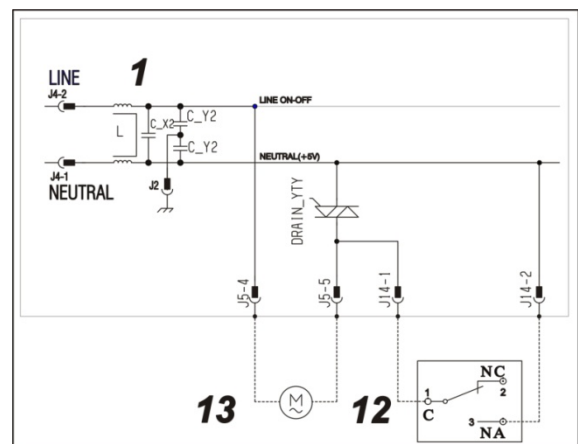 LINE
1
J4-2
LINE ON-OFF
C_Y2
C_X2
L
C_Y2
NEUTRAL(+5V)
J4-1
J2
NEUTRAL
DRAIN_YTY
J5-4
J5-5
J14-1
J14-2
13
M
12
NC
1
2
C
3
NA